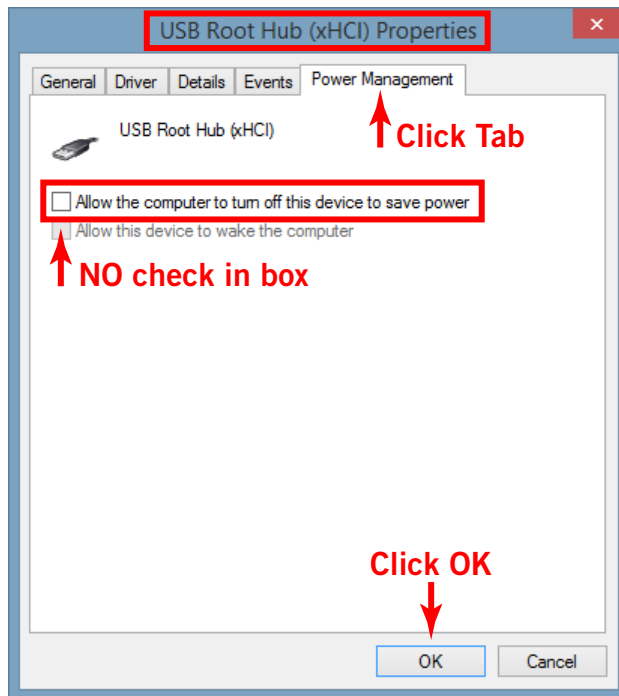 USB Root Hub (xHCI) Properties
General Driver Details Events Power Management
USB Root Hub (xHCI)
Click Tab
Allow the computer to turn off this device to save power
Allow this device to wake the computer
NO check in box
Click OK
OK Cancel